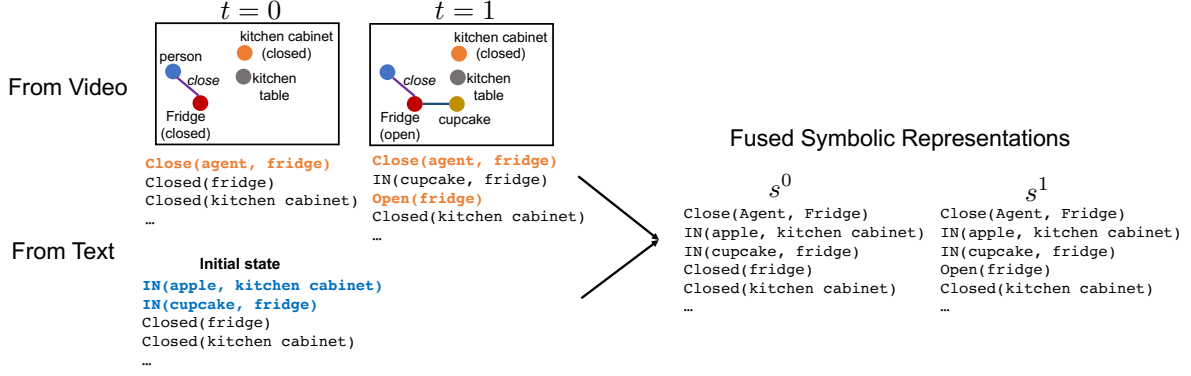 t = 0
t = 1
From Video
person
close
Fridge
(closed)
kitchen cabinet
(closed)
kitchen
table
close
Fridge
(open)
cupcake
kitchen cabinet
(closed)
kitchen
table
Close(agent, fridge)
Closed(fridge)
Closed(kitchen cabinet)
…
Close(agent, fridge)
IN(cupcake, fridge)
Open(fridge)
Closed(kitchen cabinet)
…
From Text
Initial state
IN(apple, kitchen cabinet)
IN(cupcake, fridge)
Closed(fridge)
Closed(kitchen cabinet)
…
Fused Symbolic Representations
s^0
Close(Agent, Fridge)
IN(apple, kitchen cabinet)
IN(cupcake, fridge)
Closed(fridge)
Closed(kitchen cabinet)
…
s^1
Close(Agent, Fridge)
IN(apple, kitchen cabinet)
IN(cupcake, fridge)
Open(fridge)
Closed(kitchen cabinet)
…